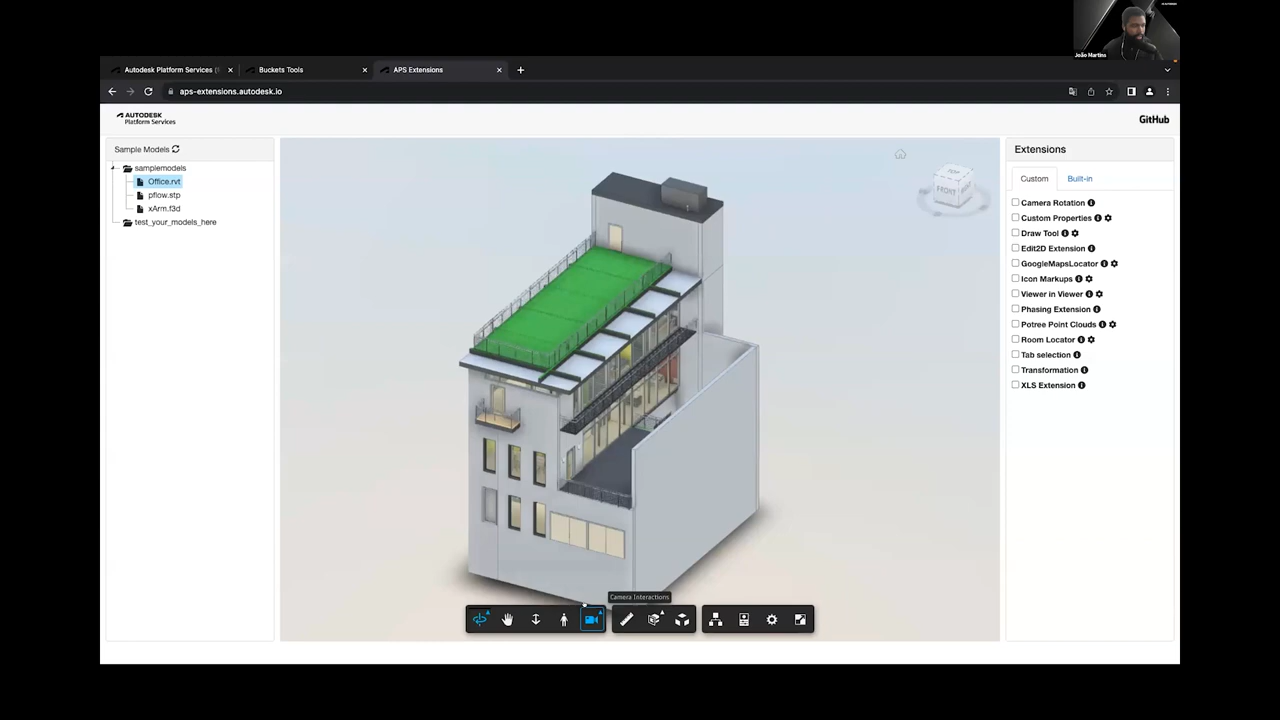 João Martins
Autodesk Platform Services (
Buckets Tools
APS Extensions
aps-extensions.autodesk.io
AUTODESK
Platform Services
GitHub
Sample Models
samplemodels
Office.rvt
pflow.stp
xArm.f3d
test_your_models_here
TOP
FRONT
Camera Interactions
Extensions
Custom
Built-in
Camera Rotation
Custom Properties
Draw Tool
Edit2D Extension
GoogleMapsLocator
Icon Markups
Viewer in Viewer
Phasing Extension
Potree Point Clouds
Room Locator
Tab selection
Transformation
XLS Extension